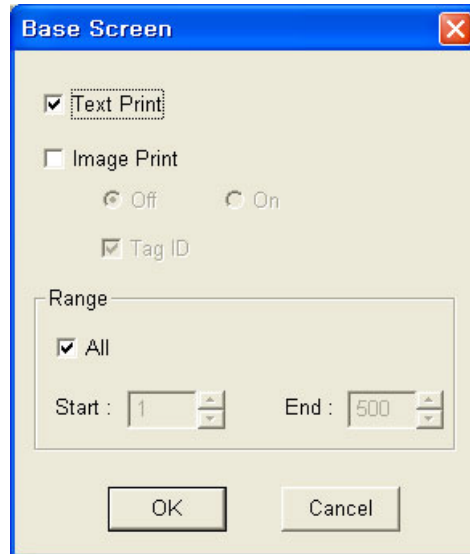 Base Screen
Text Print
Image Print
Off On
Tag ID
Range
All
Start : 1 End : 500
OK Cancel